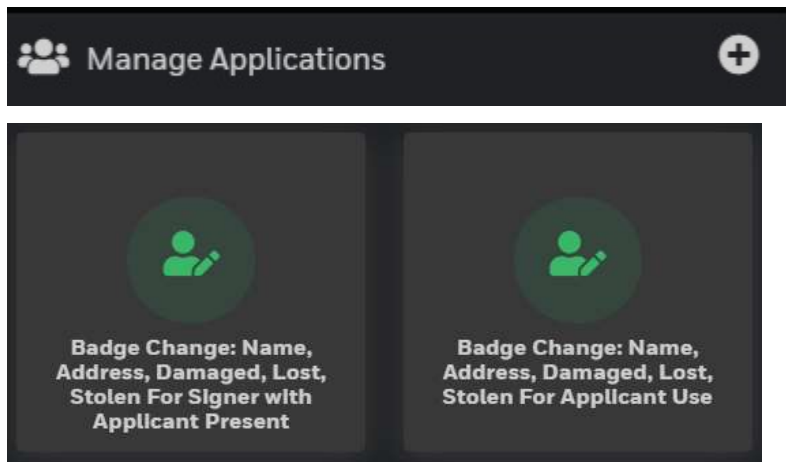 Manage Applications
Badge Change: Name,
Address, Damaged, Lost,
Stolen For Signer with
Applicant Present
Badge Change: Name,
Address, Damaged, Lost,
Stolen For Applicant Use